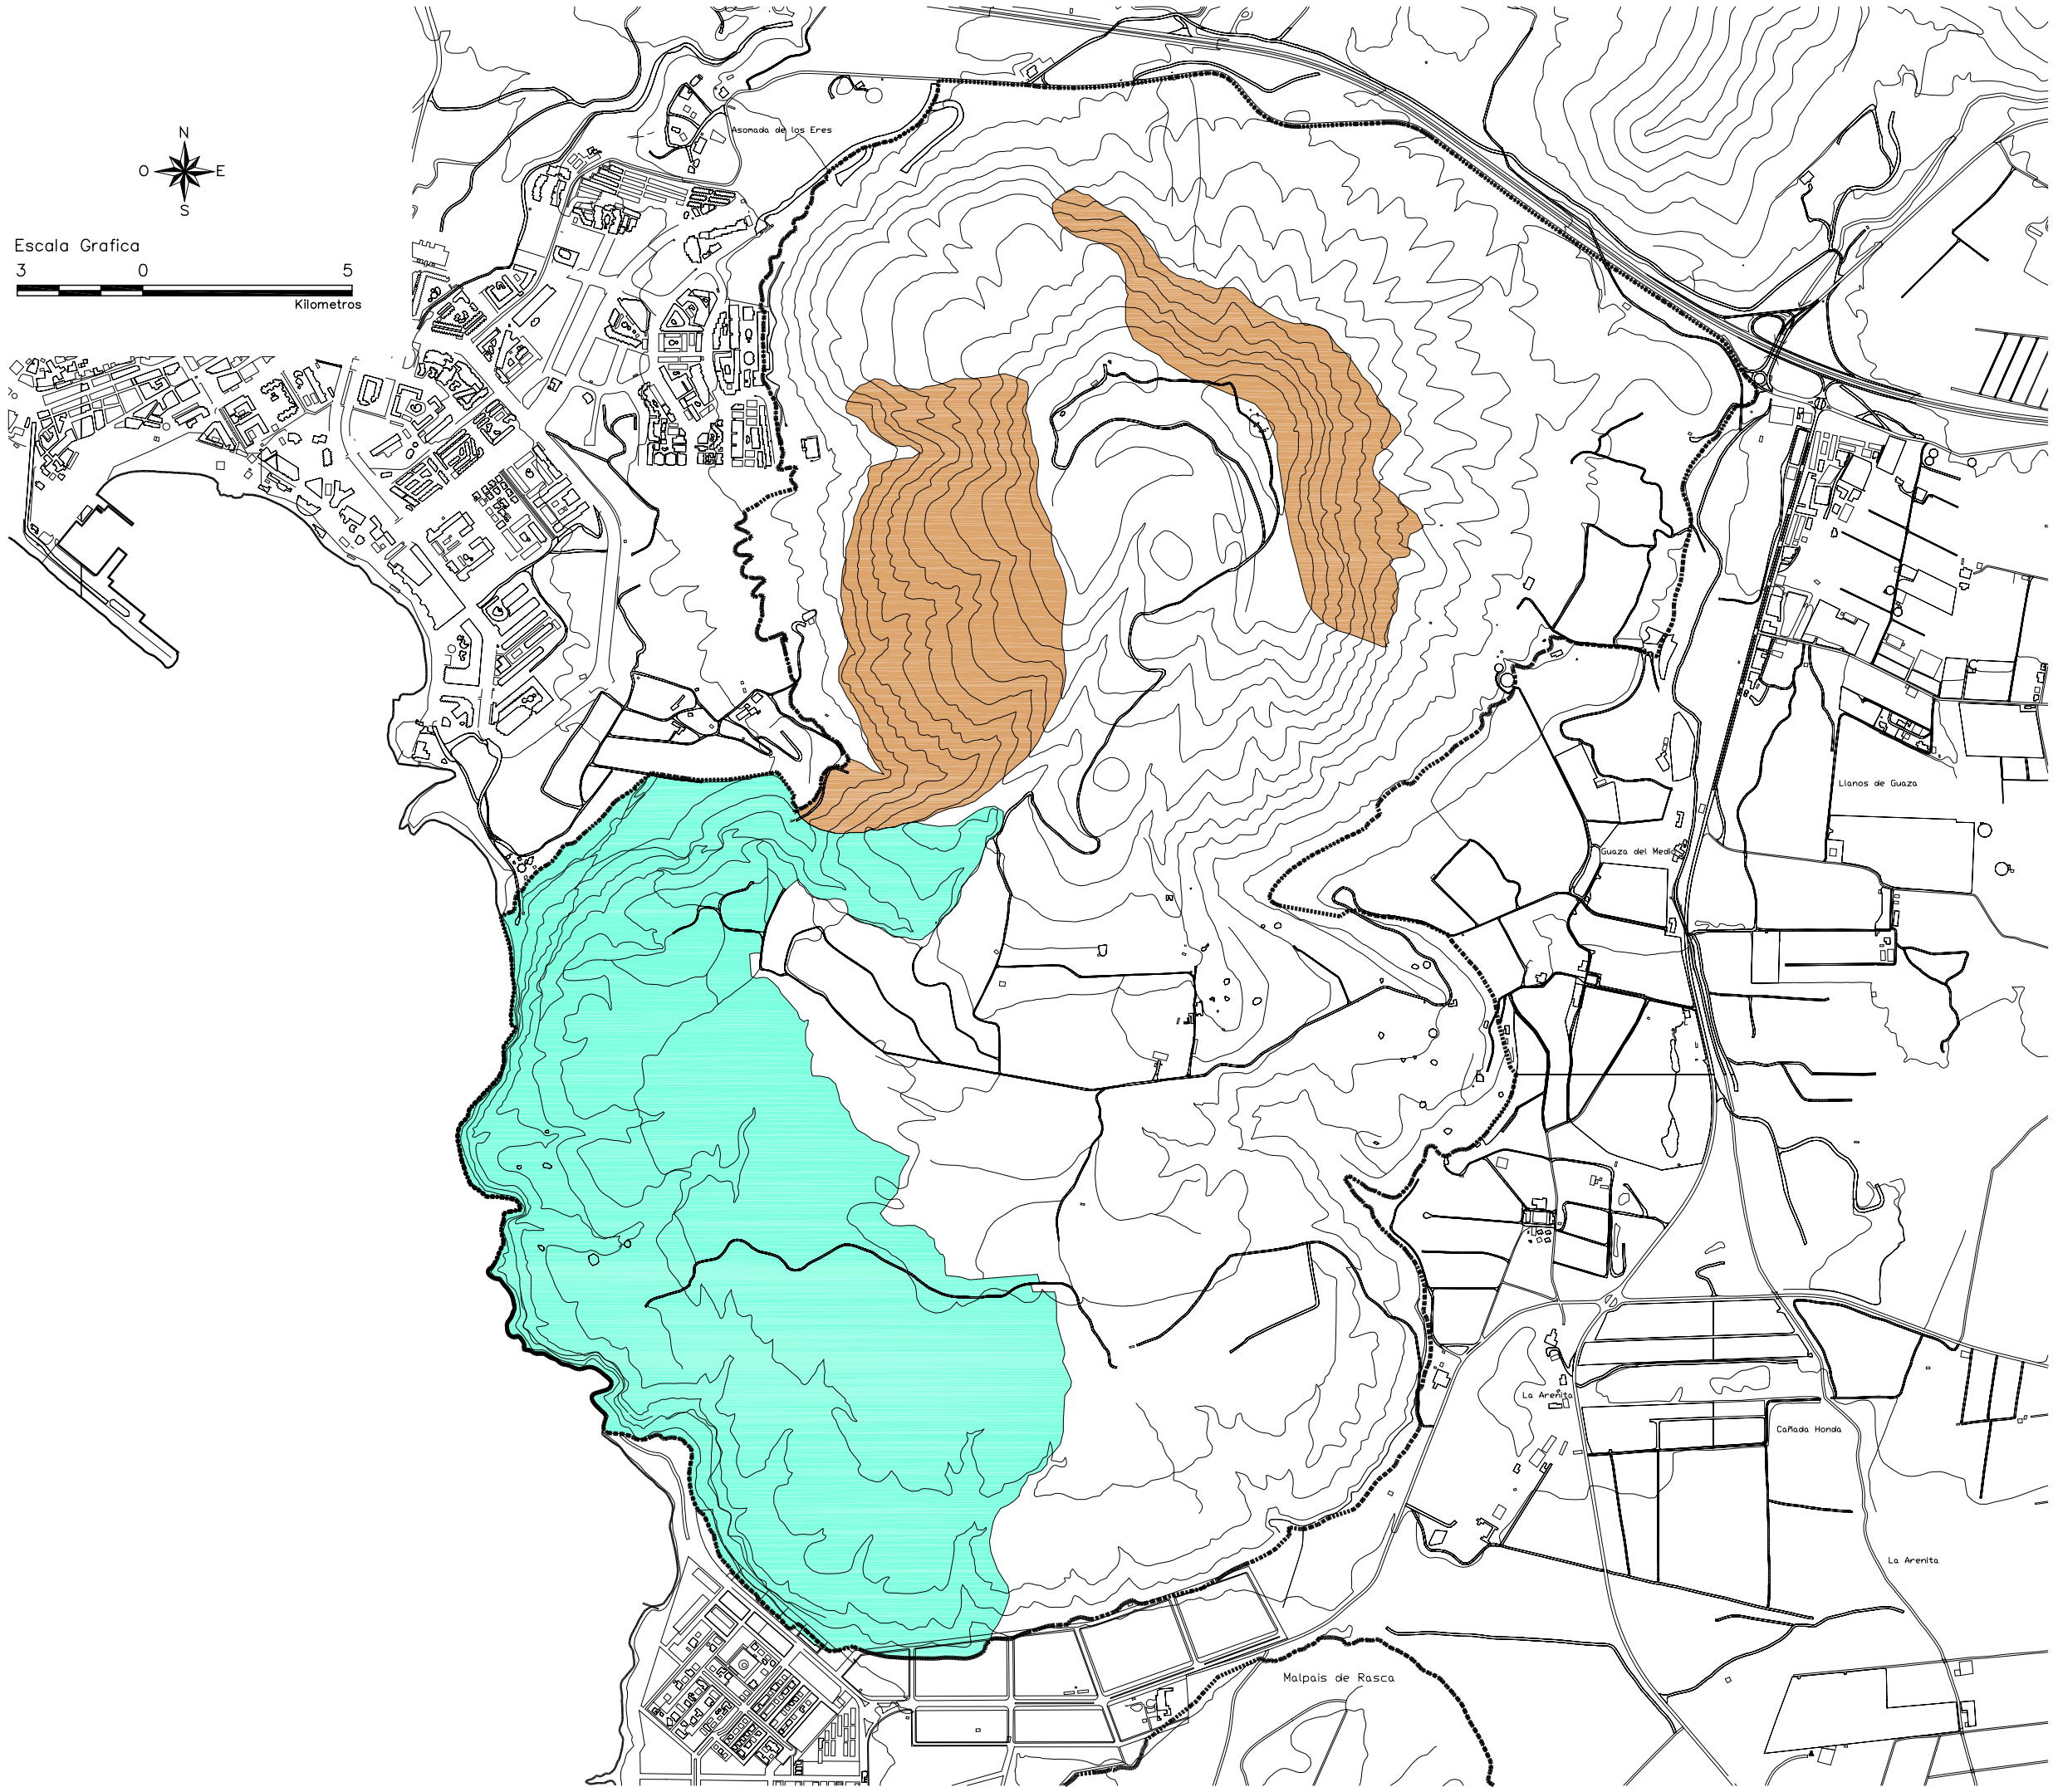 N
O
E
S
Escala Grafica
3
0
5
Kilometros
Asomada de los Eres
Llanos de Guaza
Guaza del Medio
La Arenita
Cañada Honda
La Arenita
Malpais de Rasca